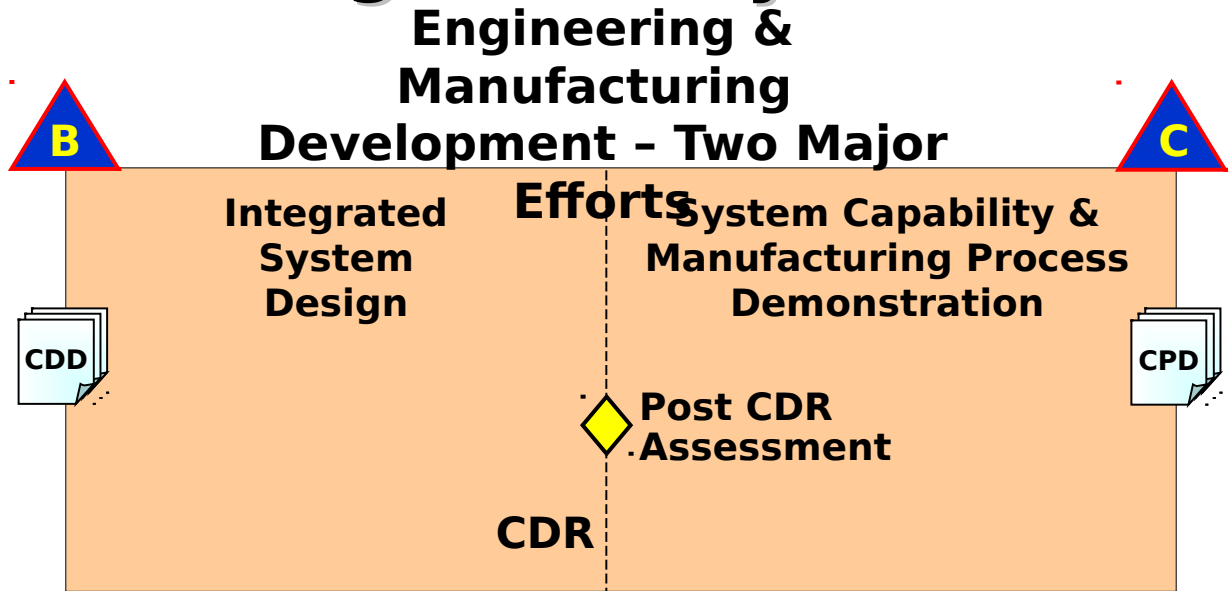 Engineering &
Manufacturing
Development – Two Major
Efforts
B
C
Integrated
System
Design
System Capability &
Manufacturing Process
Demonstration
CDD
CPD
Post CDR
Assessment
CDR